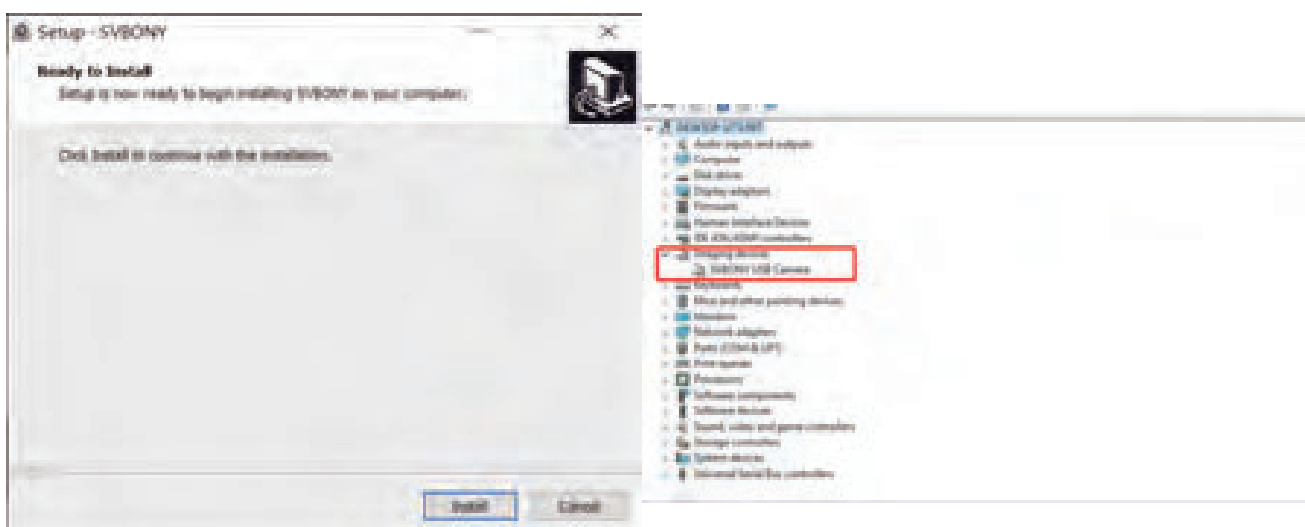 Setup - SVBONY
Ready to Install
Setup is now ready to begin installing SVBONY on your computer.
Click Install to continue with the installation.
Install
Cancel
Audio inputs and outputs
Computer
Disk drives
Display adapters
Firmware
Human Interface Devices
IDE ATA/ATAPI controllers
Imaging devices
SVBONY USB Camera
Keyboards
Mice and other pointing devices
Monitors
Network adapters
Ports (COM & LPT)
Print queues
Processors
Software components
Software devices
Sound, video and game controllers
Storage controllers
System devices
Universal Serial Bus controllers